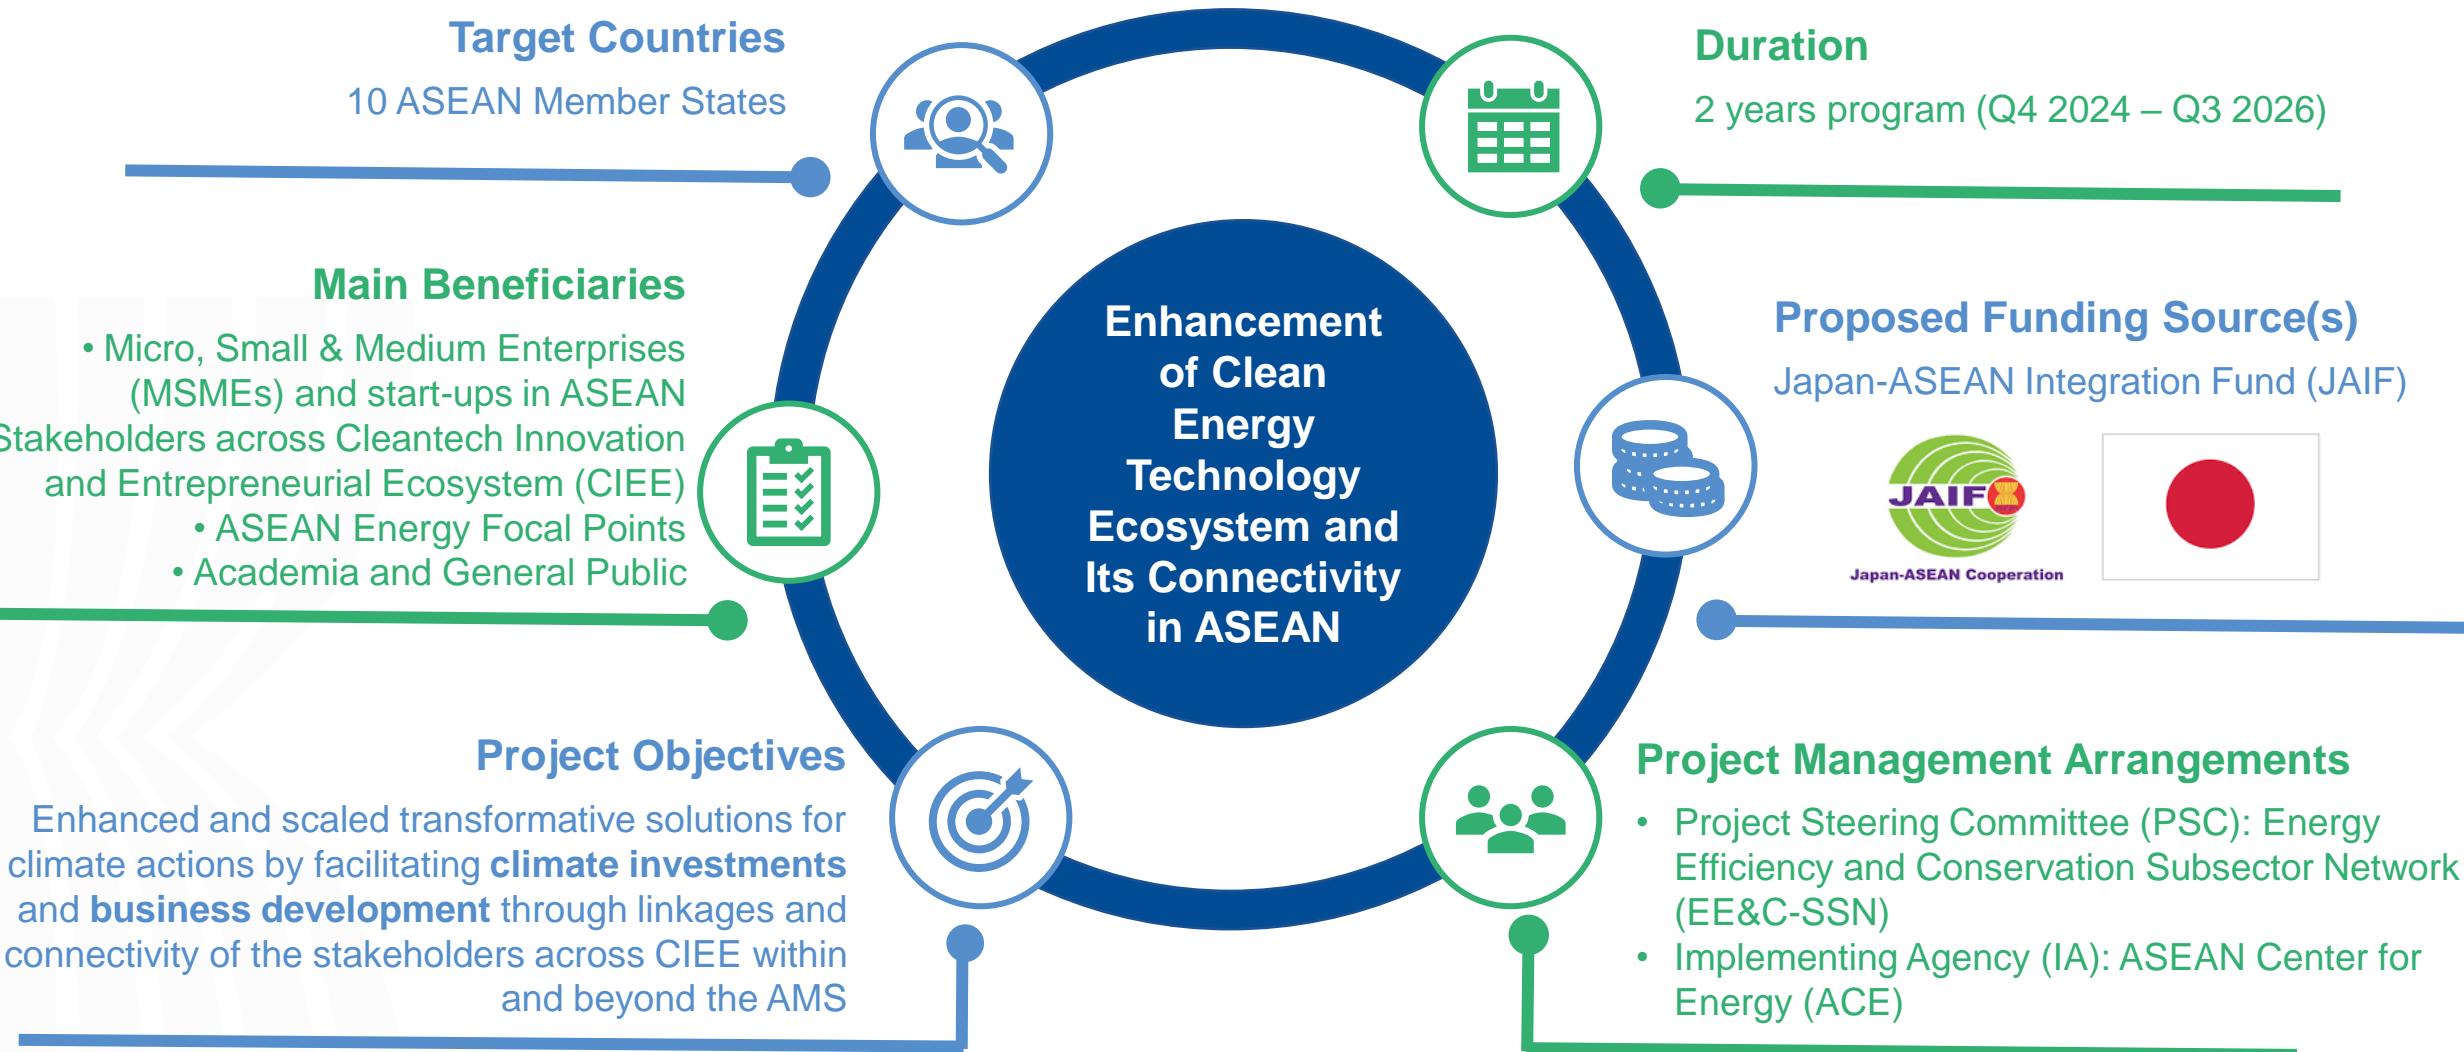 Target Countries
10 ASEAN Member States
Duration
2 years program (Q4 2024 – Q3 2026)
Main Beneficiaries
• Micro, Small & Medium Enterprises
(MSMEs) and start-ups in ASEAN
Stakeholders across Cleantech Innovation
and Entrepreneurial Ecosystem (CIEE)
• ASEAN Energy Focal Points
• Academia and General Public
Enhancement
of Clean
Energy
Technology
Ecosystem and
Its Connectivity
in ASEAN
Proposed Funding Source(s)
Japan-ASEAN Integration Fund (JAIF)
JAIF
Japan-ASEAN Cooperation
Project Objectives
Enhanced and scaled transformative solutions for
climate actions by facilitating climate investments
and business development through linkages and
connectivity of the stakeholders across CIEE within
and beyond the AMS
Project Management Arrangements
• Project Steering Committee (PSC): Energy
Efficiency and Conservation Subsector Network
(EE&C-SSN)
• Implementing Agency (IA): ASEAN Center for
Energy (ACE)